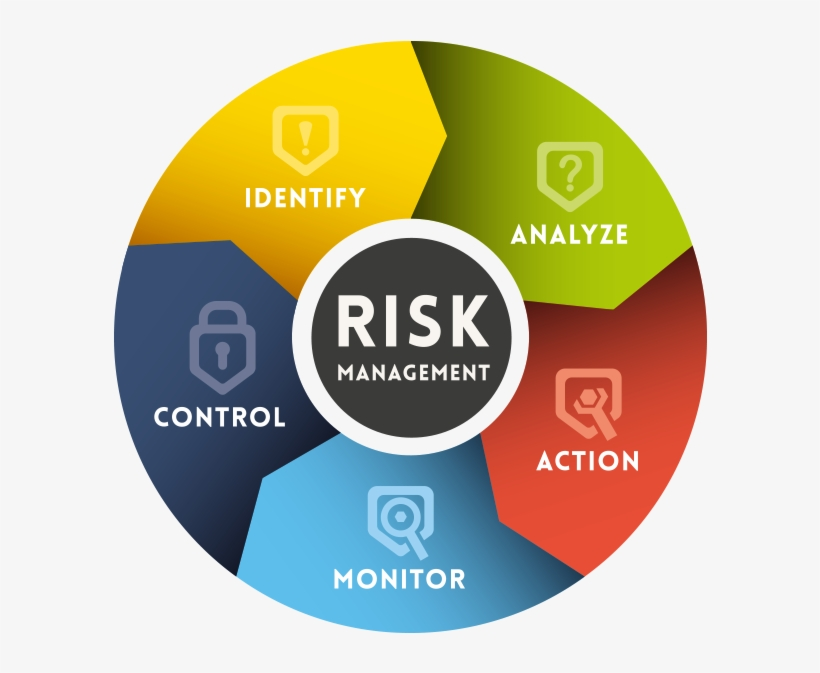 RISK
MANAGEMENT
IDENTIFY
ANALYZE
ACTION
MONITOR
CONTROL